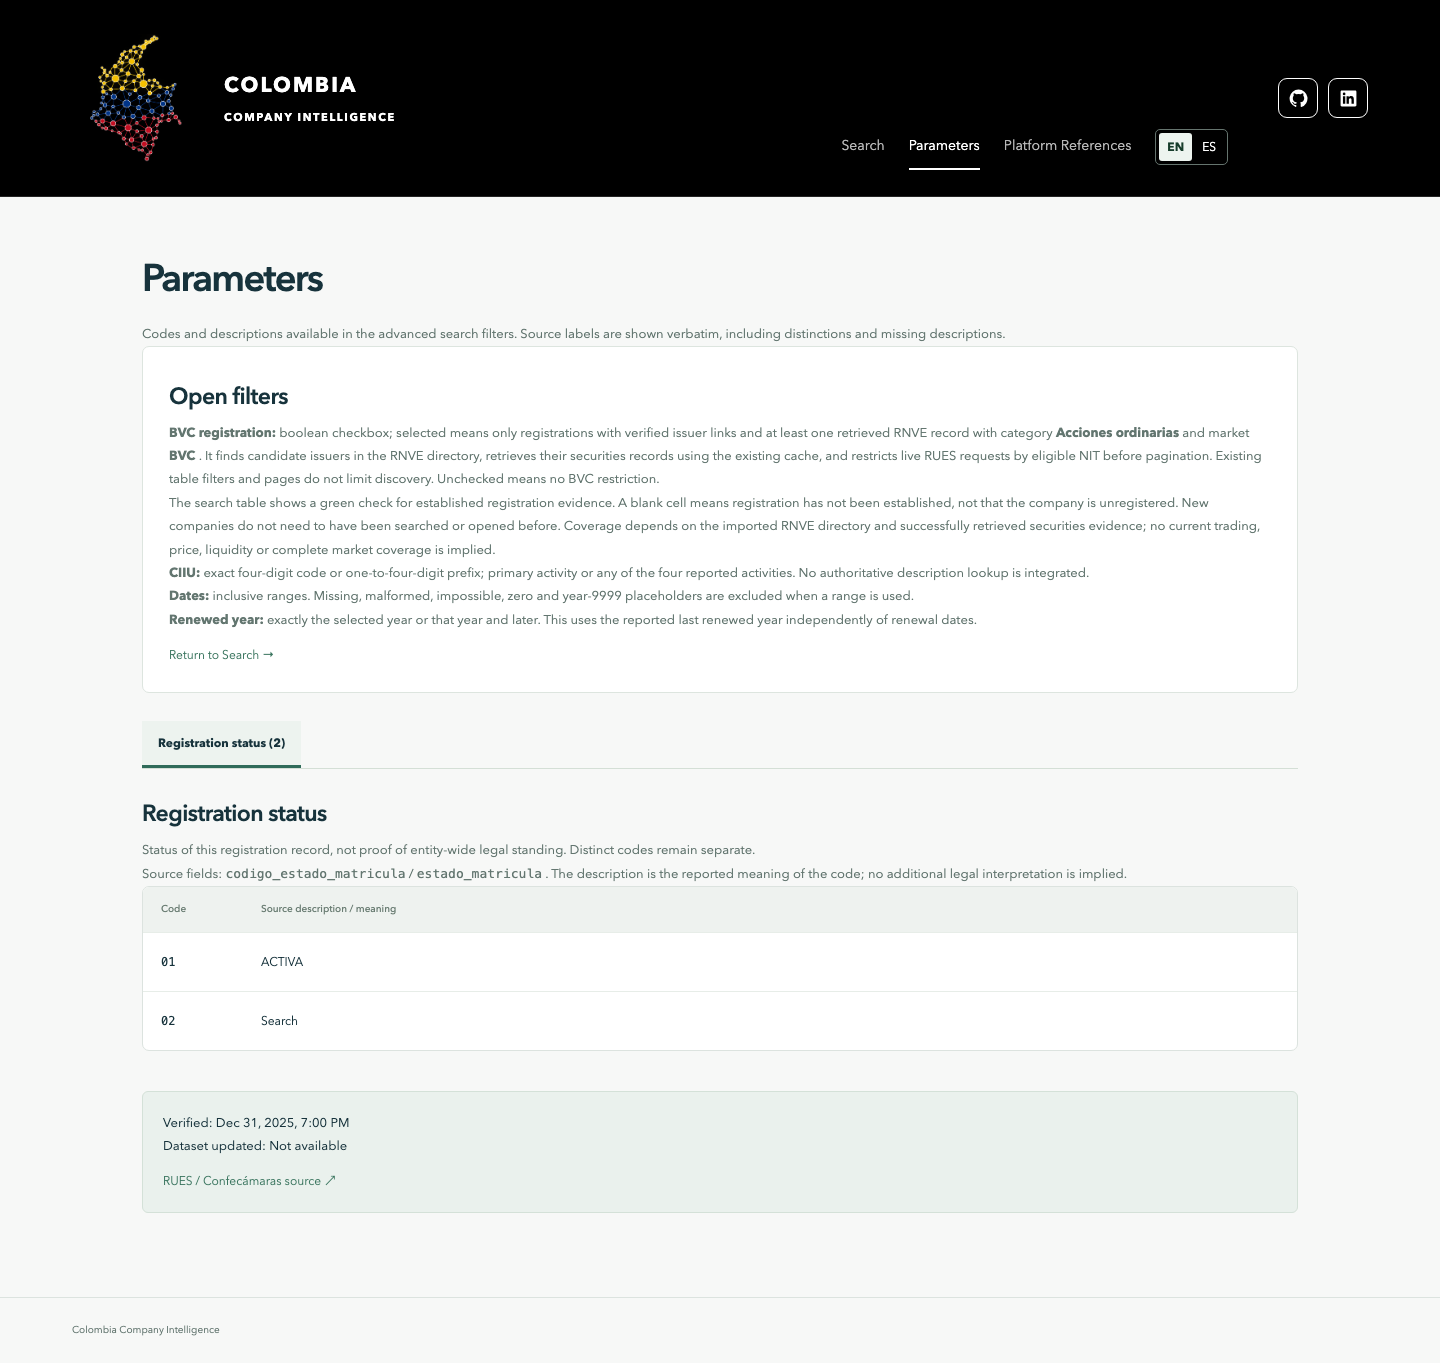 COLOMBIA
COMPANY INTELLIGENCE
Search
Parameters
Platform References
EN
ES
Parameters
Codes and descriptions available in the advanced search filters. Source labels are shown verbatim, including distinctions and missing descriptions.
Open filters
BVC registration: boolean checkbox; selected means only registrations with verified issuer links and at least one retrieved RNVE record with category Acciones ordinarias and market
BVC . It finds candidate issuers in the RNVE directory, retrieves their securities records using the existing cache, and restricts live RUES requests by eligible NIT before pagination. Existing
table filters and pages do not limit discovery. Unchecked means no BVC restriction.
The search table shows a green check for established registration evidence. A blank cell means registration has not been established, not that the company is unregistered. New
companies do not need to have been searched or opened before. Coverage depends on the imported RNVE directory and successfully retrieved securities evidence; no current trading,
price, liquidity or complete market coverage is implied.
CIIU: exact four-digit code or one-to-four-digit prefix; primary activity or any of the four reported activities. No authoritative description lookup is integrated.
Dates: inclusive ranges. Missing, malformed, impossible, zero and year-9999 placeholders are excluded when a range is used.
Renewed year: exactly the selected year or that year and later. This uses the reported last renewed year independently of renewal dates.
Return to Search →
Registration status (2)
Registration status
Status of this registration record, not proof of entity-wide legal standing. Distinct codes remain separate.
Source fields: codigo_estado_matricula / estado_matricula . The description is the reported meaning of the code; no additional legal interpretation is implied.
Code Source description / meaning
01 ACTIVA
02 Search
Verified: Dec 31, 2025, 7:00 PM
Dataset updated: Not available
RUES / Confecámaras source ↗
Colombia Company Intelligence